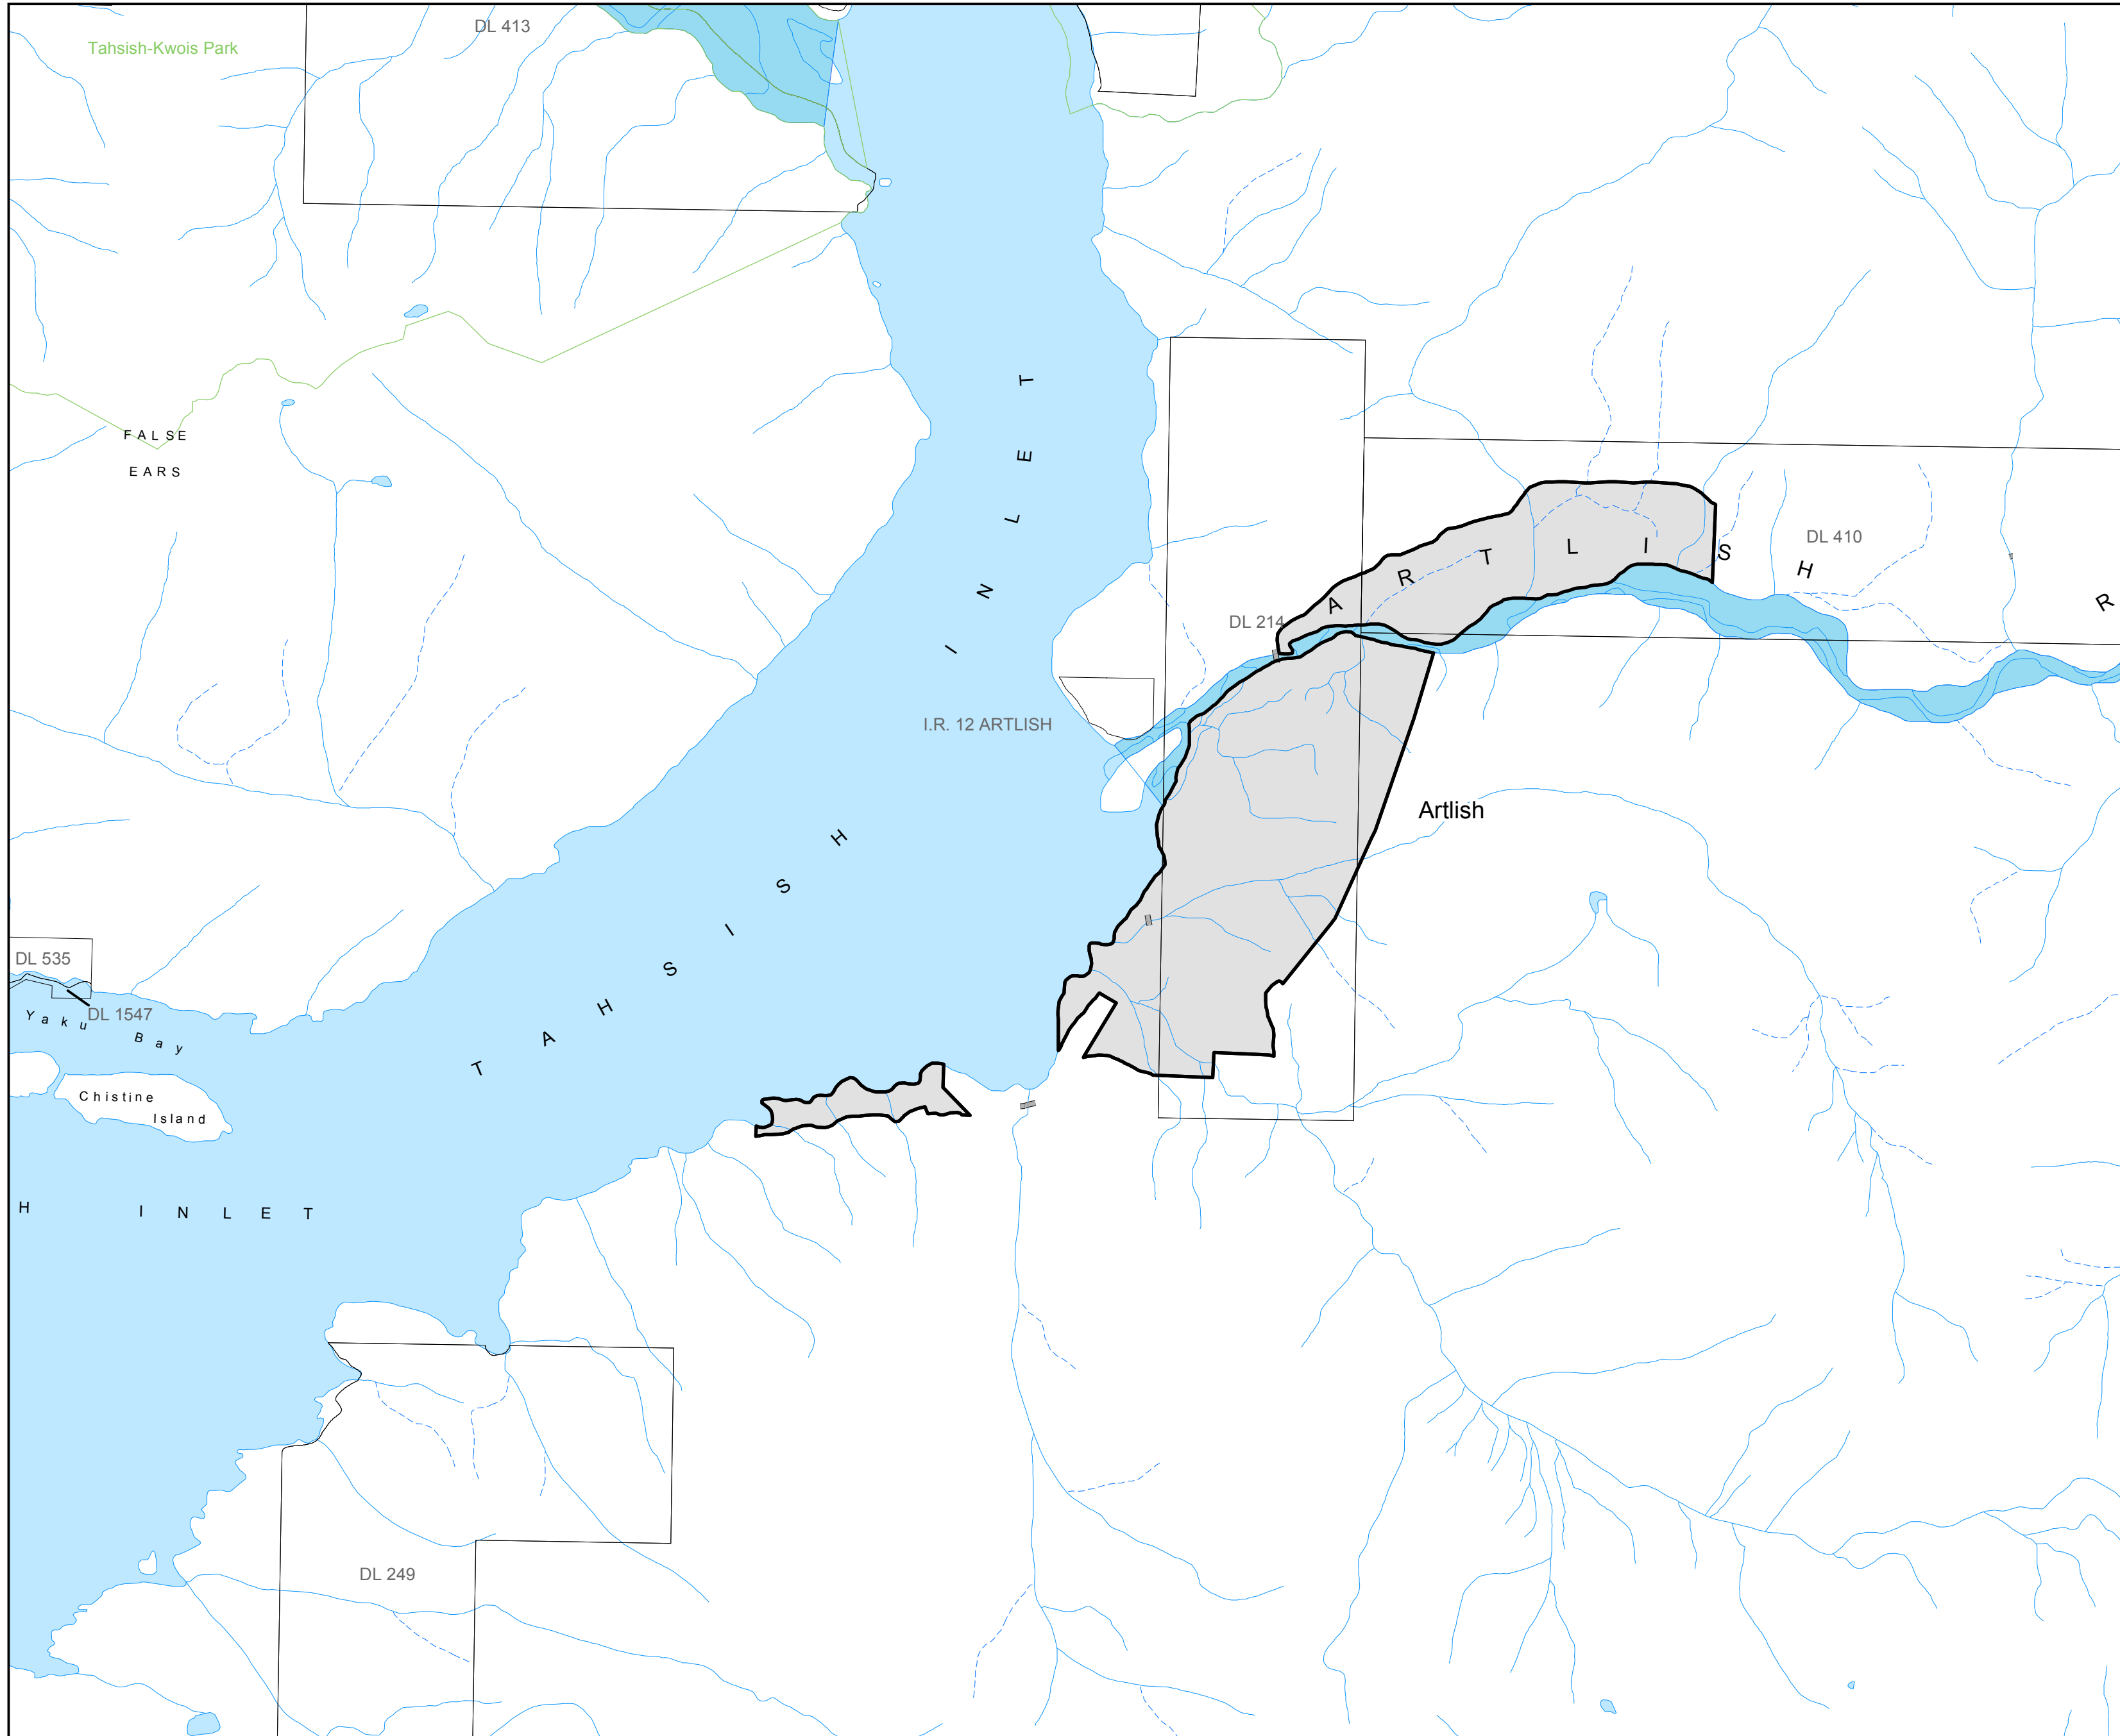 DL 413
Tahsish-Kwois Park
FALSE
EARS
TAHSISH INLET
ARTLISH R
DL 410
DL 214
I.R. 12 ARTLISH
Artlish
DL 535
DL 1547
Yaku Bay
Chistine
Island
H INLET
DL 249